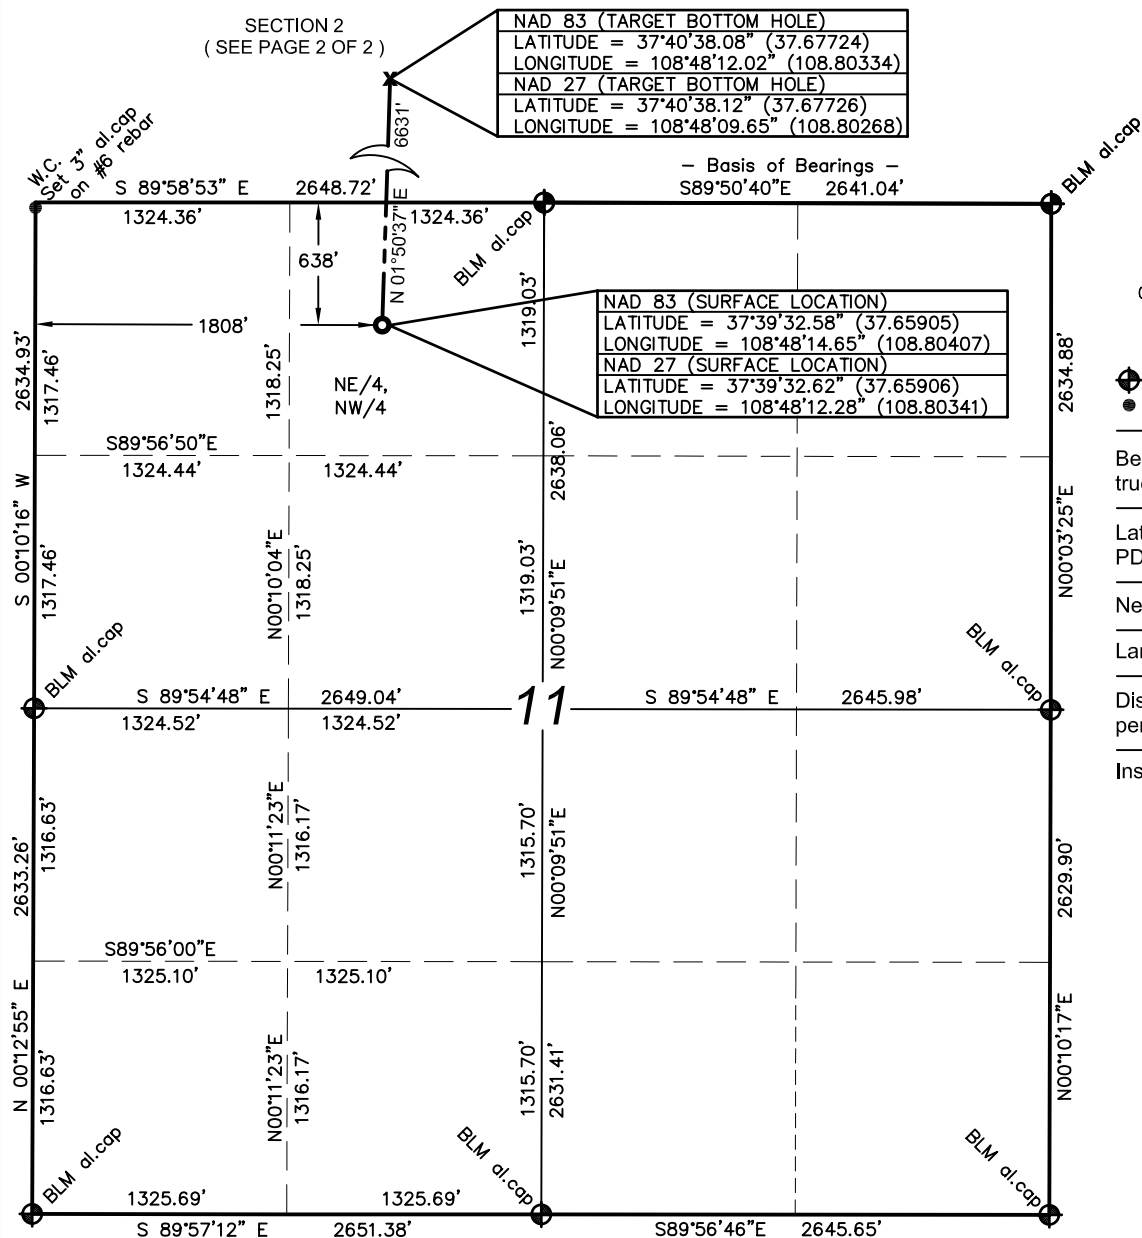 SECTION 2
( SEE PAGE 2 OF 2 )
NAD 83 (TARGET BOTTOM HOLE)
LATITUDE = 37°40'38.08" (37.67724)
LONGITUDE = 108°48'12.02" (108.80334)
NAD 27 (TARGET BOTTOM HOLE)
LATITUDE = 37°40'38.12" (37.67726)
LONGITUDE = 108°48'09.65" (108.80268)
6631'
W.C.
Set 3" al.cap
on #6 rebar
S 89°58'53" E 2648.72'
1324.36' 1324.36'
– Basis of Bearings –
S89°50'40"E 2641.04'
BLM al.cap
BLM al.cap
N 01°50'37" E
638'
1808'
NE/4,
NW/4
NAD 83 (SURFACE LOCATION)
LATITUDE = 37°39'32.58" (37.65905)
LONGITUDE = 108°48'14.65" (108.80407)
NAD 27 (SURFACE LOCATION)
LATITUDE = 37°39'32.62" (37.65906)
LONGITUDE = 108°48'12.28" (108.80341)
2634.93'
1317.46'
1318.25'
1319.03'
2638.06'
2634.88'
S89°56'50"E
1324.44' 1324.44'
S 00°10'16" W
1317.46'
N00°10'04"E
1318.25'
1319.03'
N00°09'51"E
N00°03'25"E
BLM al.cap
BLM al.cap
S 89°54'48" E 2649.04'
1324.52' 1324.52'
11
S 89°54'48" E 2645.98'
2633.26'
1316.63'
N00°11'23"E
1316.17'
1315.70'
N00°09'51"E
2629.90'
S89°56'00"E
1325.10' 1325.10'
N 00°12'55" E
1316.63'
N00°11'23"E
1316.17'
1315.70'
2631.41'
N00°10'17"E
BLM al.cap
BLM al.cap
BLM al.cap
1325.69' 1325.69'
S 89°57'12" E 2651.38'
S89°56'46"E 2645.65'
Be
tru
Lat
PD
Ne
Lar
Dis
per
Ins